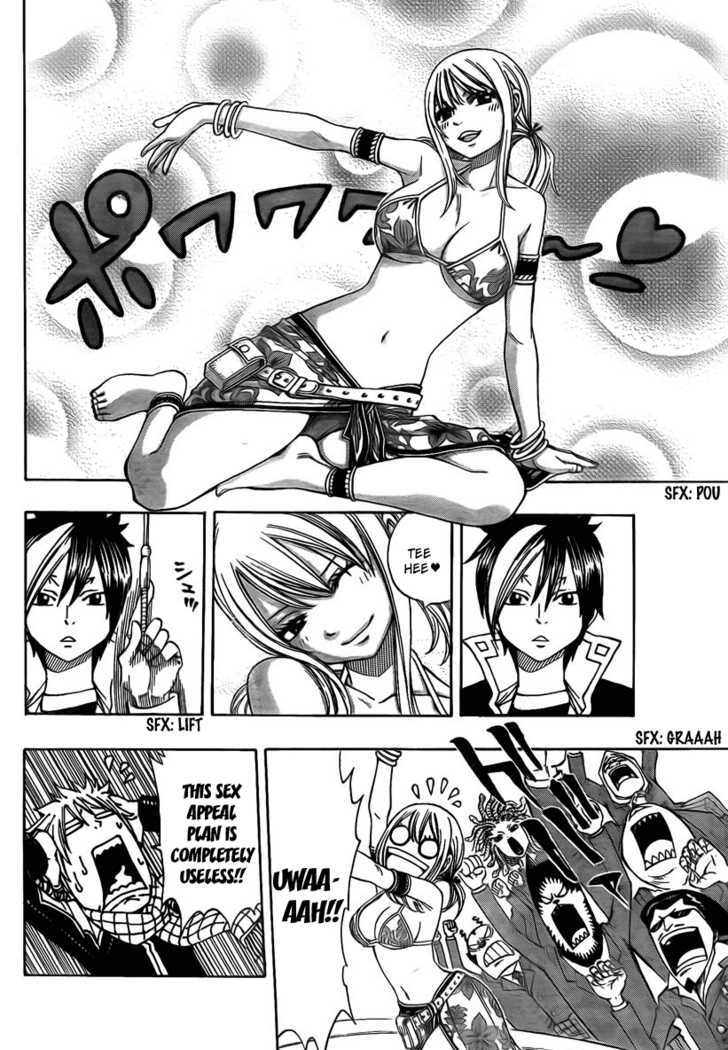 ポワワワ〜♥
SFX: POU
TEE
HEE♥
SFX: LIFT
SFX: GRAAAH
UWAA-
AAH!!
THIS SEX
APPEAL
PLAN IS
COMPLETELY
USELESS!!